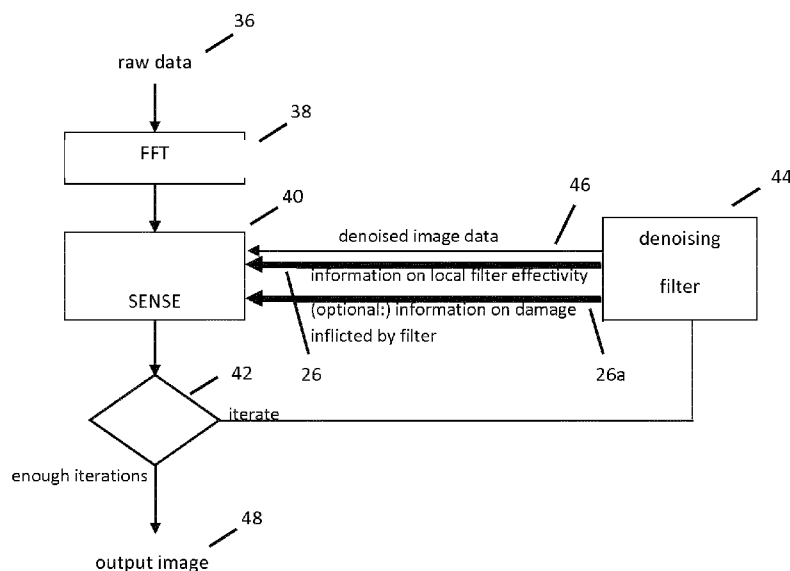 36
raw data
38
FFT
40
46
44
denoised image data
denoising
information on local filter effectivity
filter
SENSE
(optional:) information on damage
inflicted by filter
26
26a
42
iterate
enough iterations
48
output image